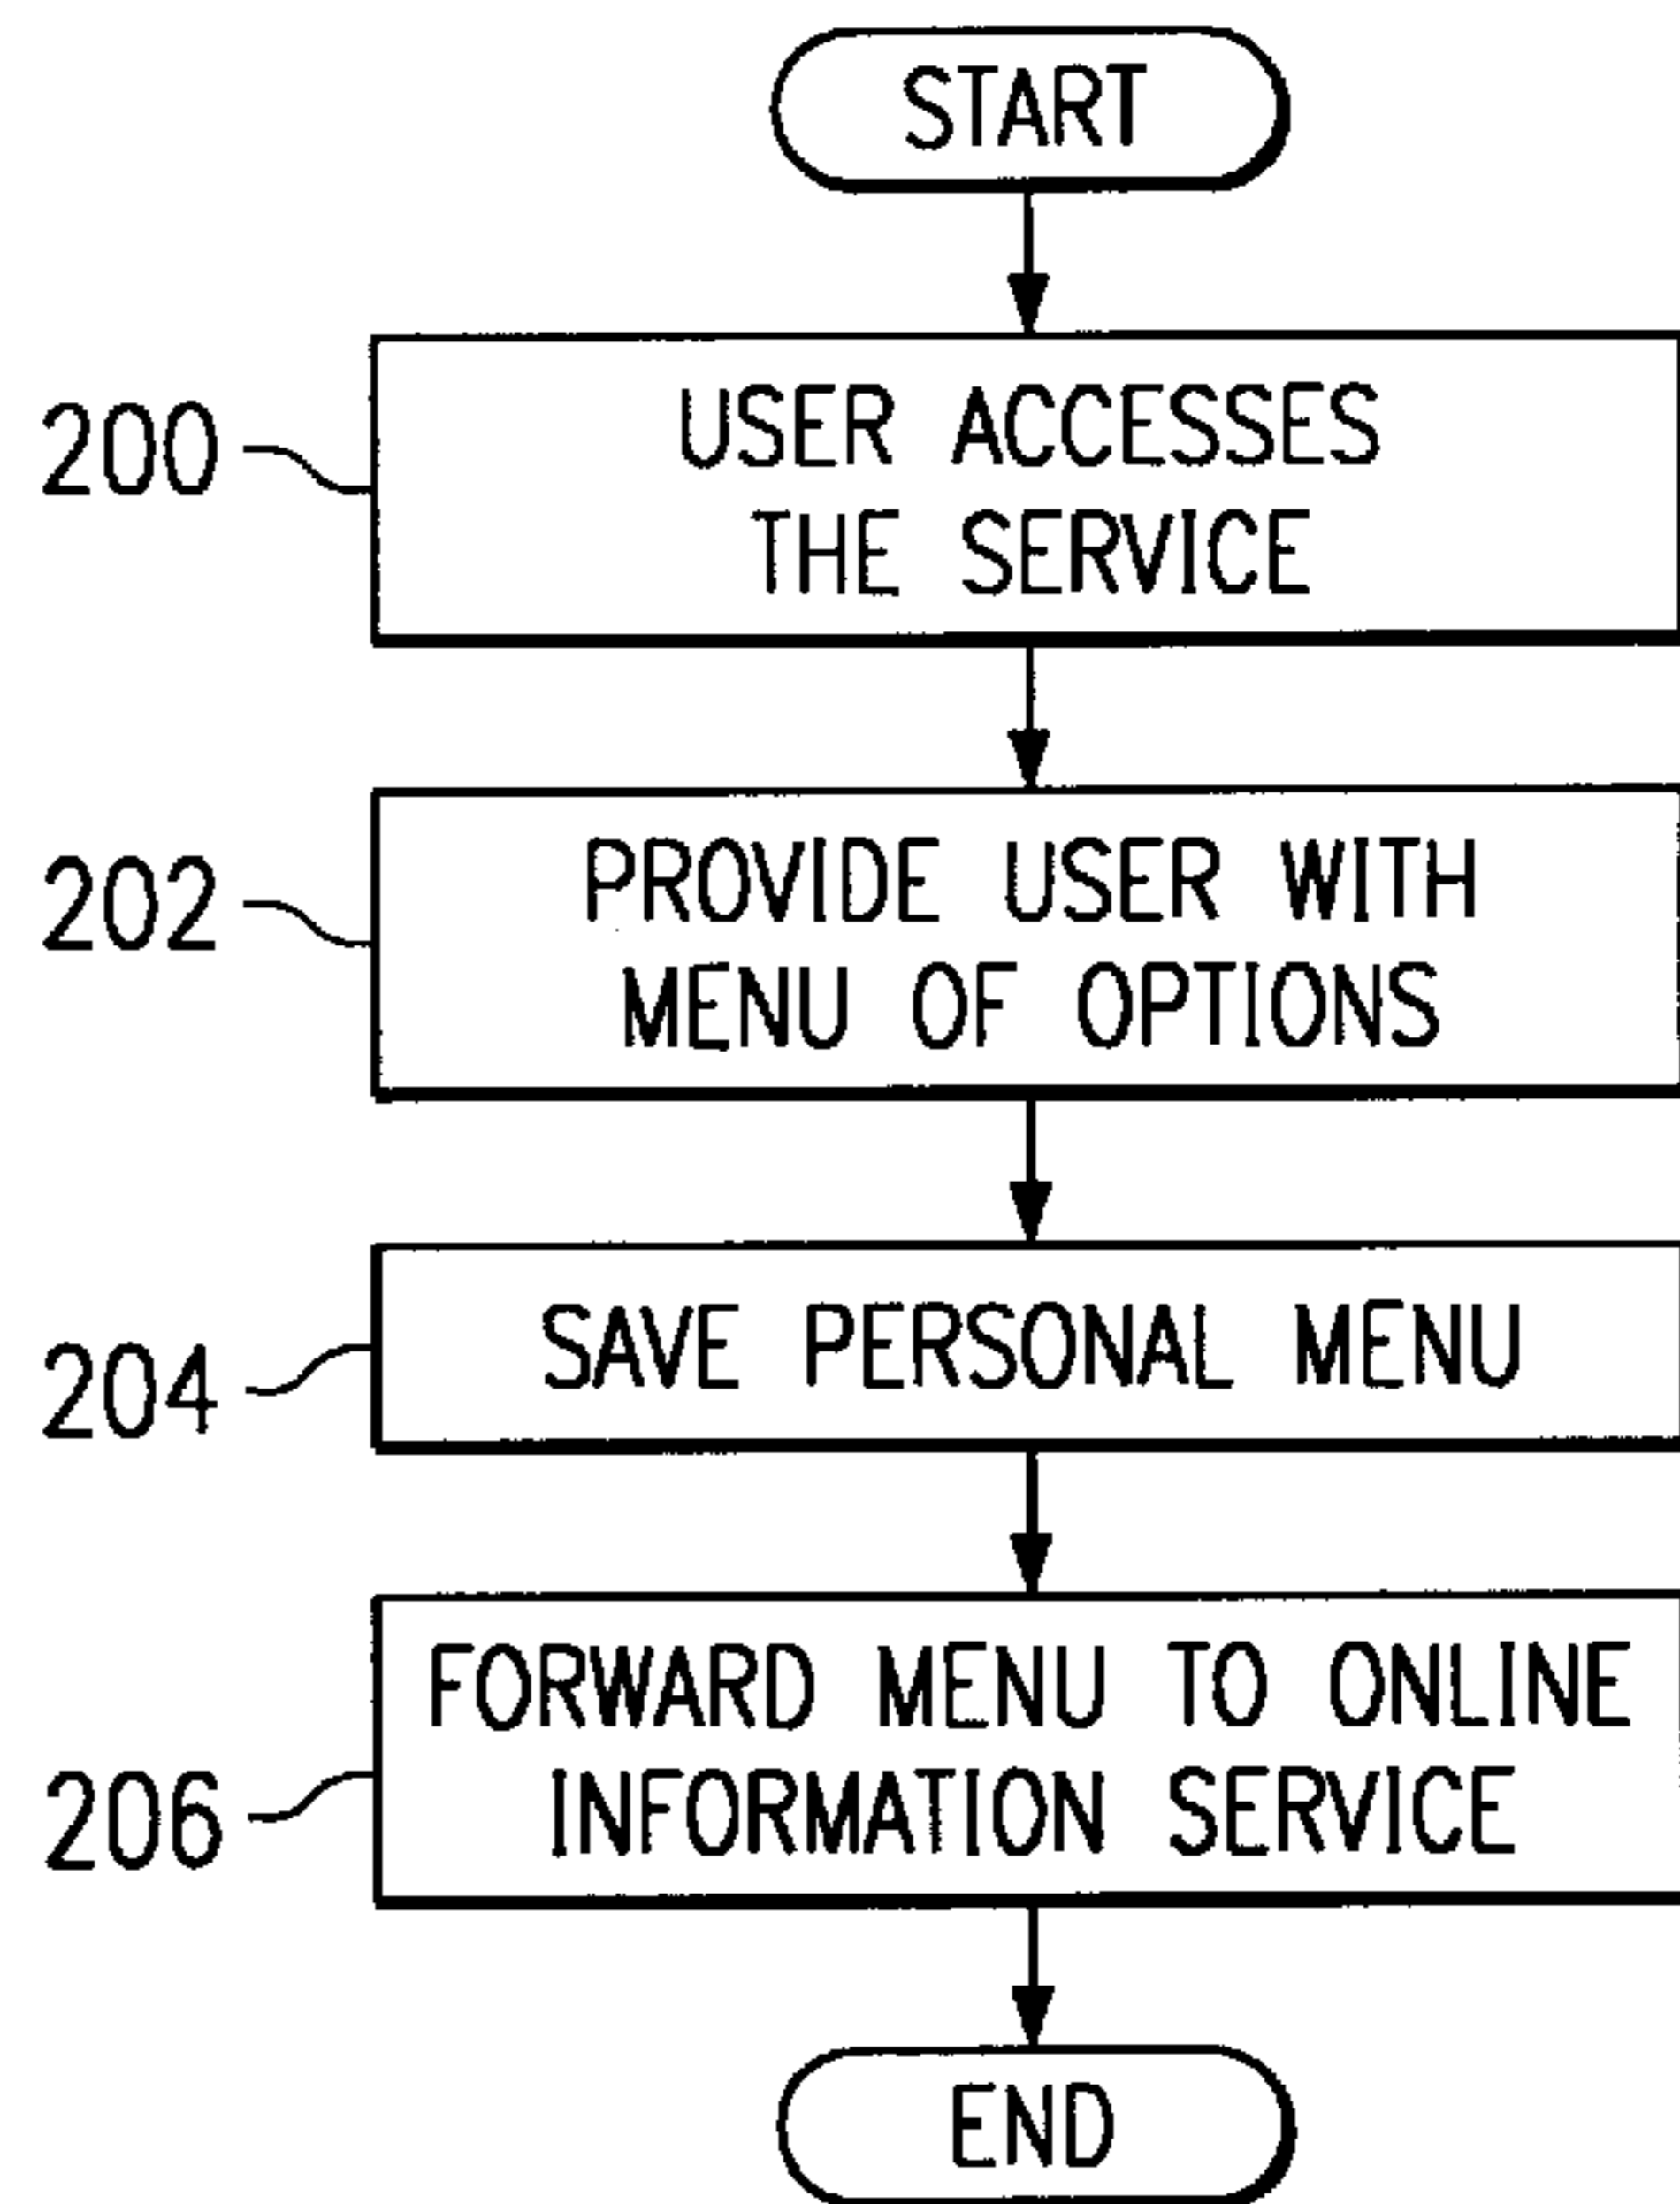 START
200
USER ACCESSES
THE SERVICE
202
PROVIDE USER WITH
MENU OF OPTIONS
204
SAVE PERSONAL MENU
206
FORWARD MENU TO ONLINE
INFORMATION SERVICE
END